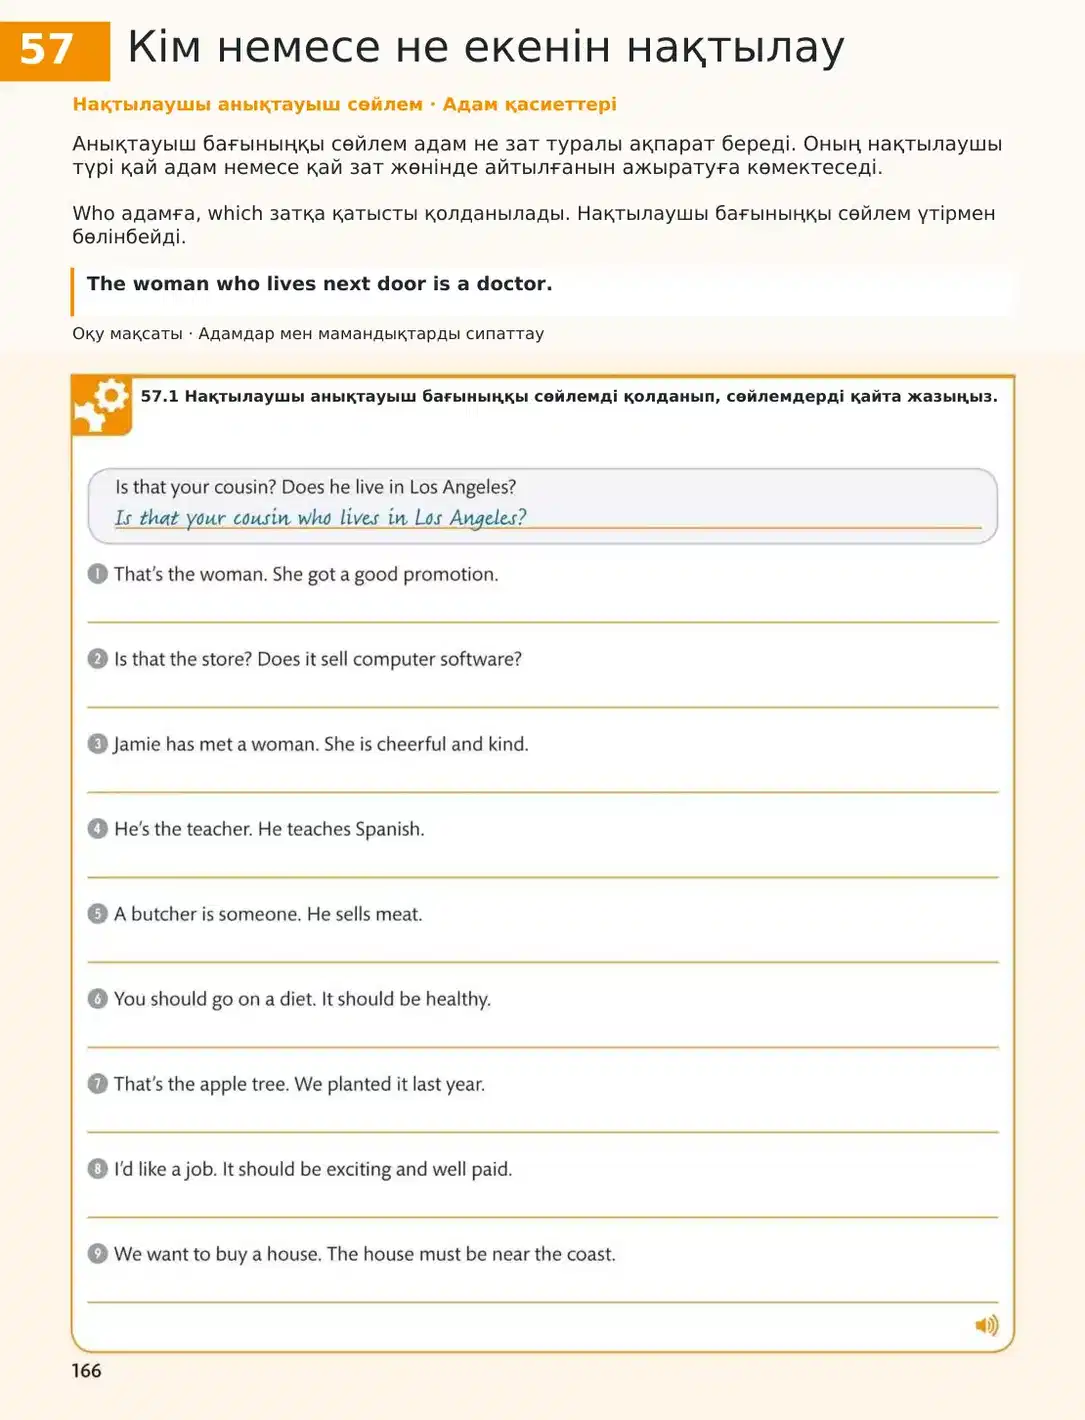 57 Кім немесе не екенін нақтылау
Нақтылаушы анықтауыш сөйлем · Адам қасиеттері
Анықтауыш бағыныңқы сөйлем адам не зат туралы ақпарат береді. Оның нақтылаушы
түрі қай адам немесе қай зат жөнінде айтылғанын ажыратуға көмектеседі.
Who адамға, which затқа қатысты қолданылады. Нақтылаушы бағыныңқы сөйлем үтірмен
бөлінбейді.
The woman who lives next door is a doctor.
Оқу мақсаты · Адамдар мен мамандықтарды сипаттау
57.1 Нақтылаушы анықтауыш бағыныңқы сөйлемді қолданып, сөйлемдерді қайта жазыңыз.
Is that your cousin? Does he live in Los Angeles?
Is that your cousin who lives in Los Angeles?
1 That's the woman. She got a good promotion.
2 Is that the store? Does it sell computer software?
3 Jamie has met a woman. She is cheerful and kind.
4 He's the teacher. He teaches Spanish.
5 A butcher is someone. He sells meat.
6 You should go on a diet. It should be healthy.
7 That's the apple tree. We planted it last year.
8 I'd like a job. It should be exciting and well paid.
9 We want to buy a house. The house must be near the coast.
166